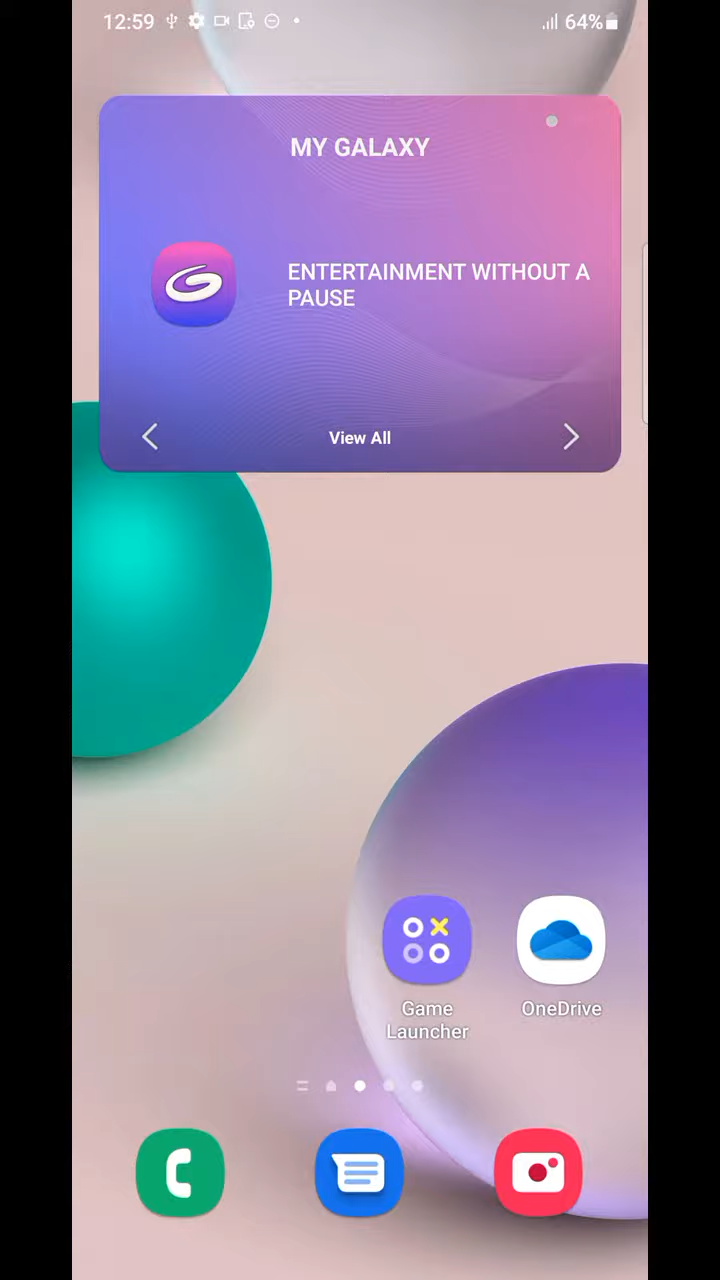 12:59
64%
MY GALAXY
ENTERTAINMENT WITHOUT A
PAUSE
View All
Game
Launcher
OneDrive